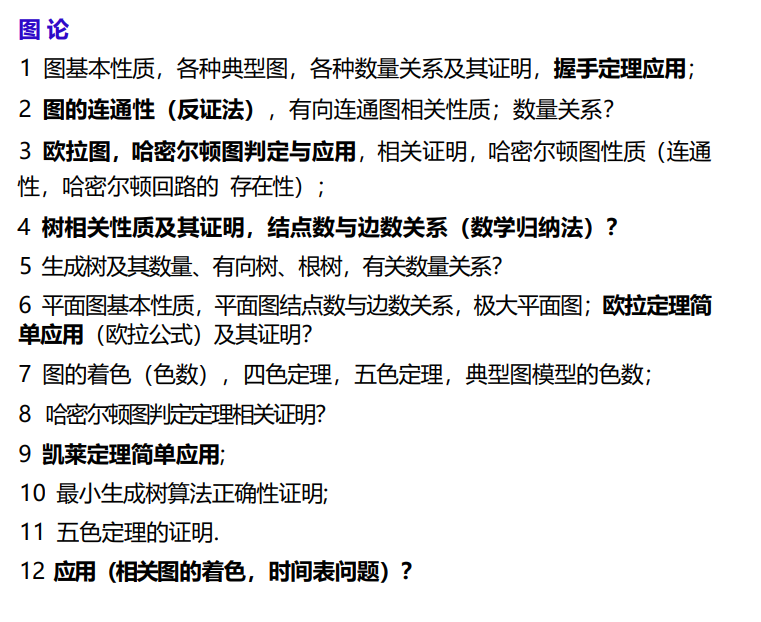 图 论
1 图基本性质，各种典型图，各种数量关系及其证明，握手定理应用；
2 图的连通性（反证法），有向连通图相关性质；数量关系？
3 欧拉图，哈密尔顿图判定与应用，相关证明，哈密尔顿图性质（连通
性，哈密尔顿回路的 存在性）；
4 树相关性质及其证明，结点数与边数关系（数学归纳法）？
5 生成树及其数量、有向树、根树，有关数量关系？
6 平面图基本性质，平面图结点数与边数关系，极大平面图；欧拉定理简
单应用（欧拉公式）及其证明？
7 图的着色（色数），四色定理，五色定理，典型图模型的色数；
8 哈密尔顿图判定定理相关证明？
9 凯莱定理简单应用;
10 最小生成树算法正确性证明;
11 五色定理的证明.
12 应用（相关图的着色，时间表问题）？